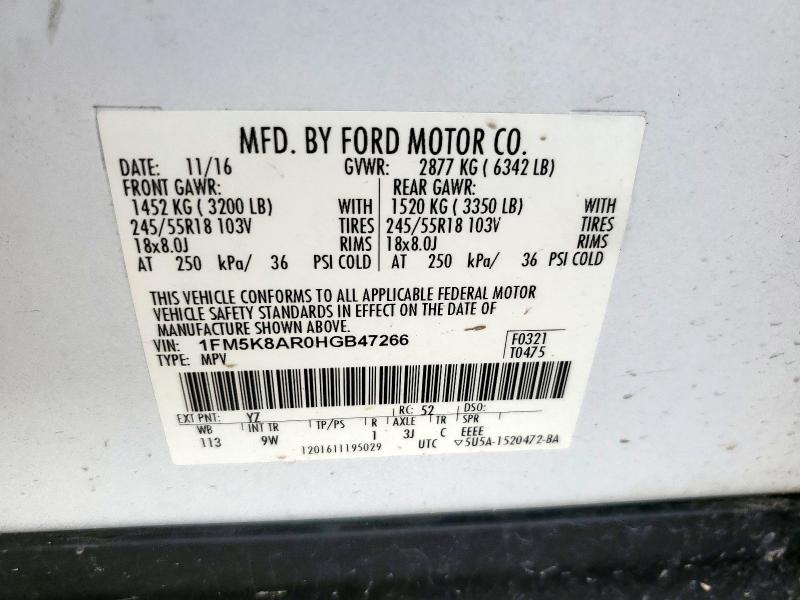 MFD. BY FORD MOTOR CO.
DATE: 11/16 GVWR: 2877 KG ( 6342 LB)
FRONT GAWR: REAR GAWR:
1452 KG ( 3200 LB) WITH 1520 KG ( 3350 LB) WITH
245/55R18 103V TIRES 245/55R18 103V TIRES
18x8.0J RIMS 18x8.0J RIMS
AT 250 kPa/ 36 PSI COLD AT 250 kPa/ 36 PSI COLD
THIS VEHICLE CONFORMS TO ALL APPLICABLE FEDERAL MOTOR
VEHICLE SAFETY STANDARDS IN EFFECT ON THE DATE OF
MANUFACTURE SHOWN ABOVE.
VIN: 1FM5K8AR0HGB47266 F0321
TYPE: MPV T0475
EXT PNT: YZ RC: 52 DSO:
WB INT TR TP/PS R AXLE TR SPR
113 9W 1 3J C EEEE
1201611195029 UTC ▽5U5A-1520472-BA